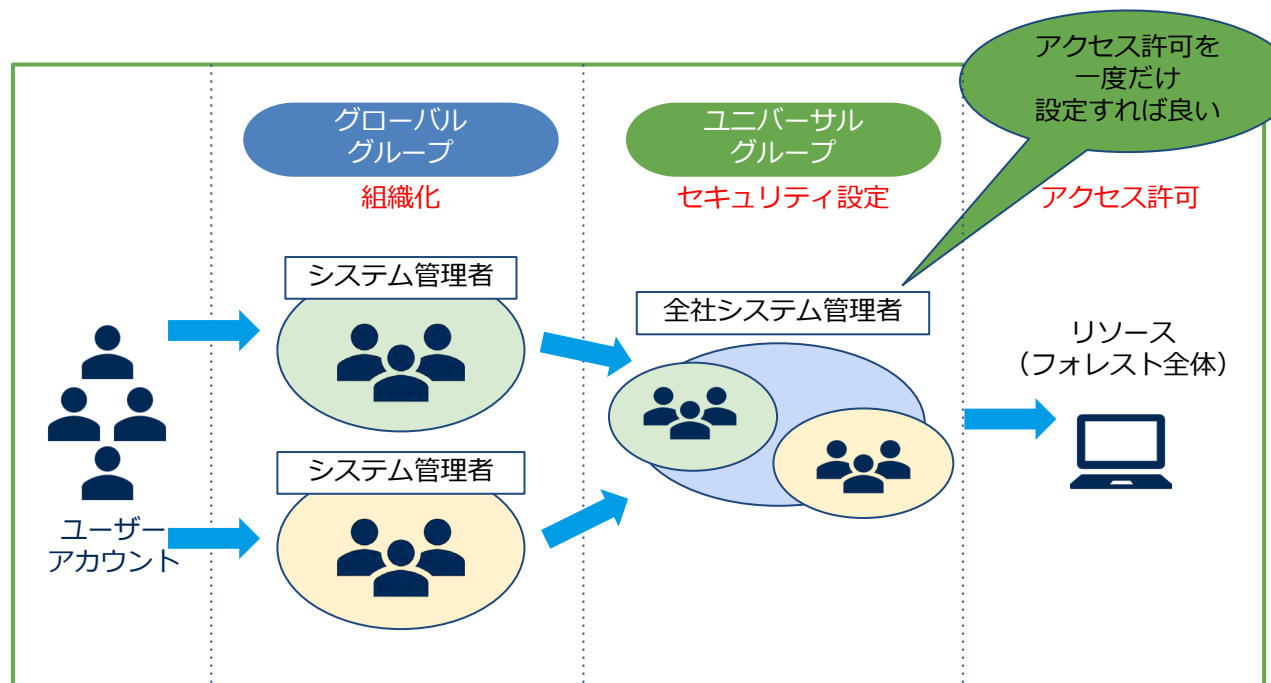 アクセス許可を
一度だけ
設定すれば良い
グローバル
グループ
組織化
ユニバーサル
グループ
セキュリティ設定
アクセス許可
システム管理者
全社システム管理者
リソース
（フォレスト全体）
システム管理者
ユーザー
アカウント